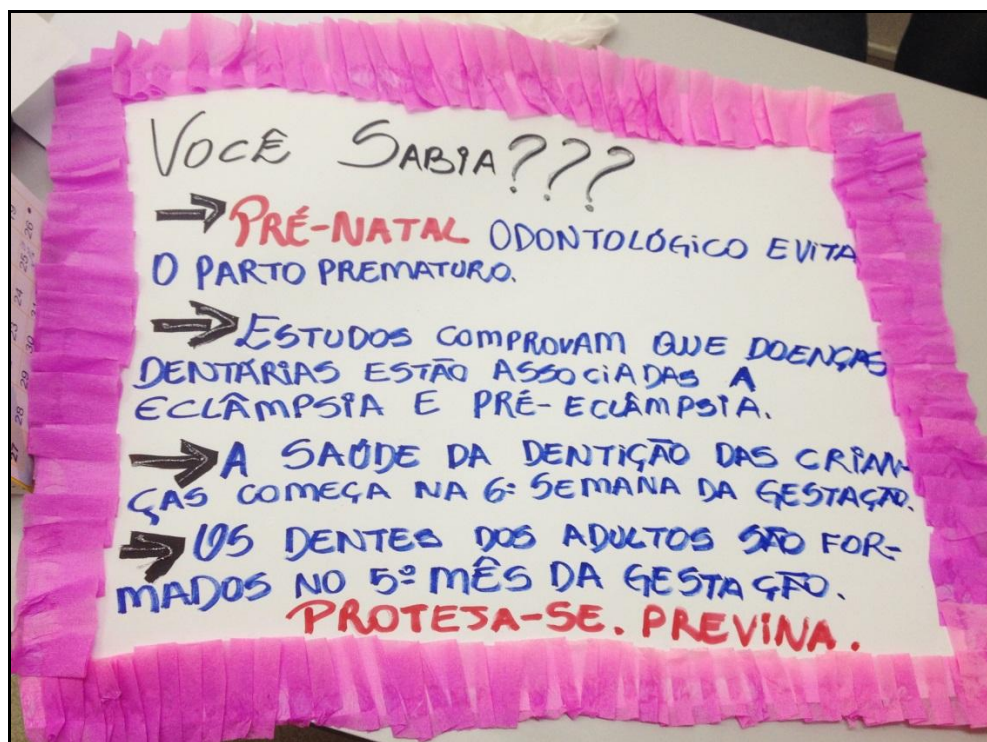 VOCÊ SABIA???
PRÉ-NATAL ODONTOLÓGICO EVITA
O PARTO PREMATURO.
ESTUDOS COMPROVAM QUE DOENÇAS
DENTÁRIAS ESTÃO ASSOCIADAS A
ECLÂMPSIA E PRÉ-ECLÂMPSIA.
A SAÚDE DA DENTIÇÃO DAS CRIAN-
ÇAS COMEÇA NA 6ª SEMANA DA GESTAÇÃO.
OS DENTES DOS ADULTOS SÃO FOR-
MADOS NO 5º MÊS DA GESTAÇÃO.
PROTEJA-SE. PREVINA.